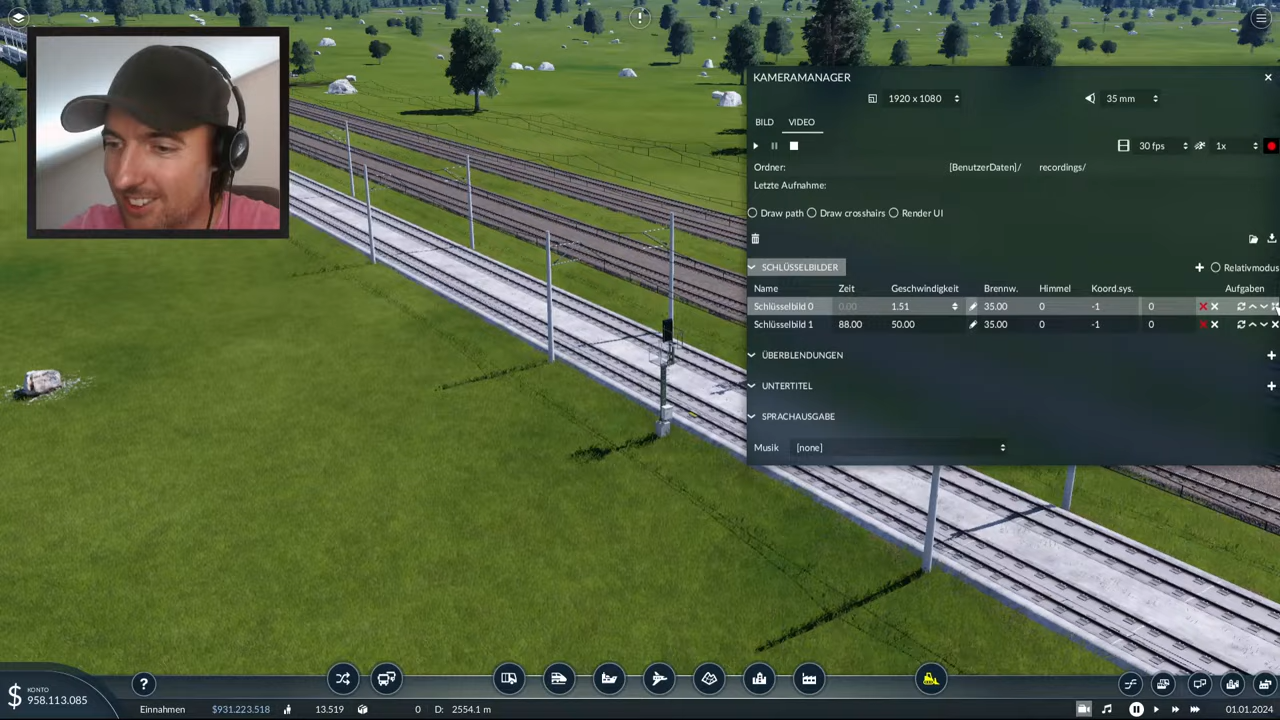 KAMERAMANAGER
1920 x 1080 35 mm
BILD VIDEO
30 fps 1x
Ordner: [BenutzerDaten]/ recordings/
Letzte Aufnahme:
Draw path Draw crosshairs Render UI
SCHLÜSSELBILDER Relativmodus
Name Zeit Geschwindigkeit Brennw. Himmel Koord.sys. Aufgaben
Schlüsselbild 0 0.00 1.51 35.00 0 -1 0
Schlüsselbild 1 88.00 50.00 35.00 0 -1 0
ÜBERBLENDUNGEN
UNTERTITEL
SPRACHAUSGABE
Musik [none]
$ KONTO
958.113.085
?
Einnahmen $931.223.518 13.519 0 D: 2554.1 m 01.01.2024